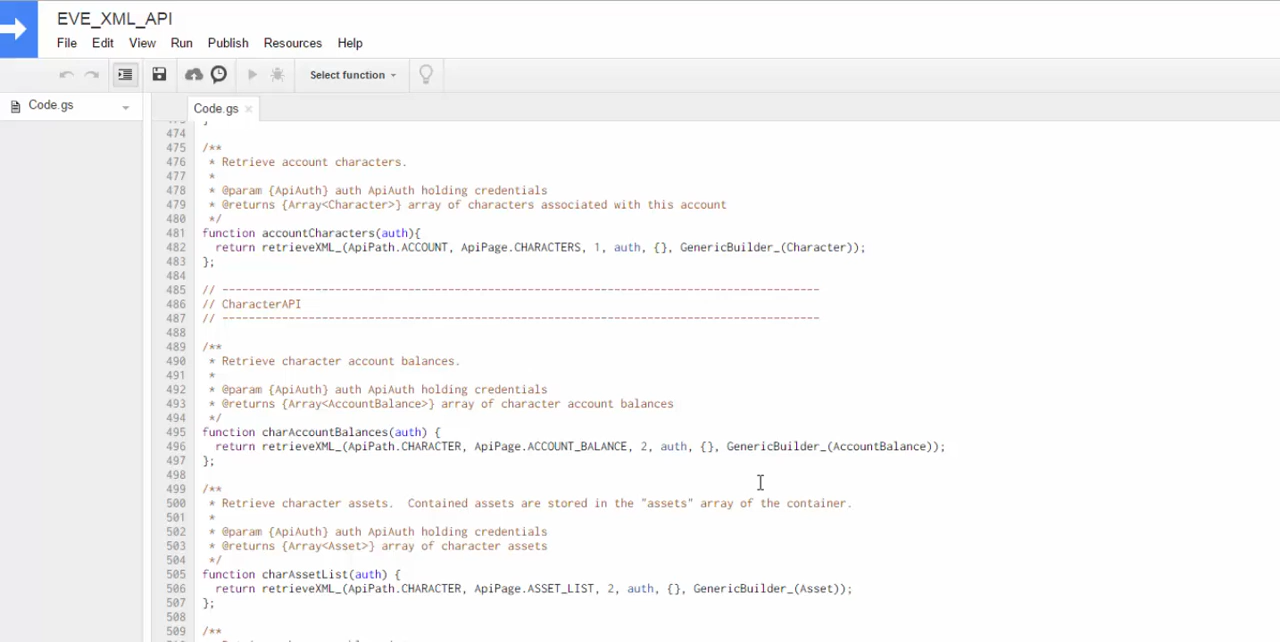 EVE_XML_API
File Edit View Run Publish Resources Help
Select function
Code.gs
Code.gs ×
474
475 /**
476  * Retrieve account characters.
477  *
478  * @param {ApiAuth} auth ApiAuth holding credentials
479  * @returns {Array<Character>} array of characters associated with this account
480  */
481 function accountCharacters(auth){
482   return retrieveXML_(ApiPath.ACCOUNT, ApiPage.CHARACTERS, 1, auth, {}, GenericBuilder_(Character));
483 };
484
485 // ------------------------------------------------------------------------------------------
486 // CharacterAPI
487 // ------------------------------------------------------------------------------------------
488
489 /**
490  * Retrieve character account balances.
491  *
492  * @param {ApiAuth} auth ApiAuth holding credentials
493  * @returns {Array<AccountBalance>} array of character account balances
494  */
495 function charAccountBalances(auth) {
496   return retrieveXML_(ApiPath.CHARACTER, ApiPage.ACCOUNT_BALANCE, 2, auth, {}, GenericBuilder_(AccountBalance));
497 };
498
499 /**
500  * Retrieve character assets.  Contained assets are stored in the "assets" array of the container.
501  *
502  * @param {ApiAuth} auth ApiAuth holding credentials
503  * @returns {Array<Asset>} array of character assets
504  */
505 function charAssetList(auth) {
506   return retrieveXML_(ApiPath.CHARACTER, ApiPage.ASSET_LIST, 2, auth, {}, GenericBuilder_(Asset));
507 };
508
509 /**